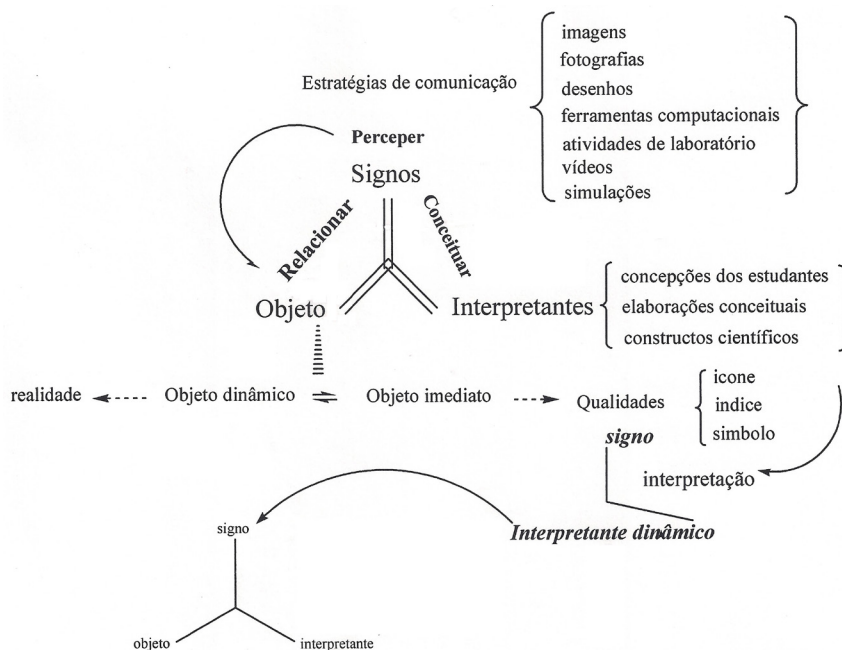 imagens
fotografias
Estratégias de comunicação
desenhos
ferramentas computacionais
atividades de laboratório
vídeos
simulações
Perceper
Signos
Relacionar
Conceituar
Objeto
Interpretantes
concepções dos estudantes
elaborações conceituais
constructos científicos
realidade
Objeto dinâmico
Objeto imediato
Qualidades
icone
indice
simbolo
signo
interpretação
Interpretante dinâmico
signo
objeto
interpretante